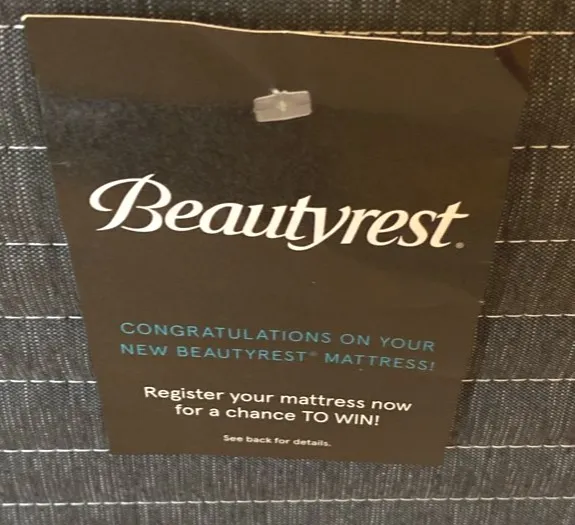 Beautyrest®
CONGRATULATIONS ON YOUR
NEW BEAUTYREST® MATTRESS!
Register your mattress now
for a chance TO WIN!
See back for details.